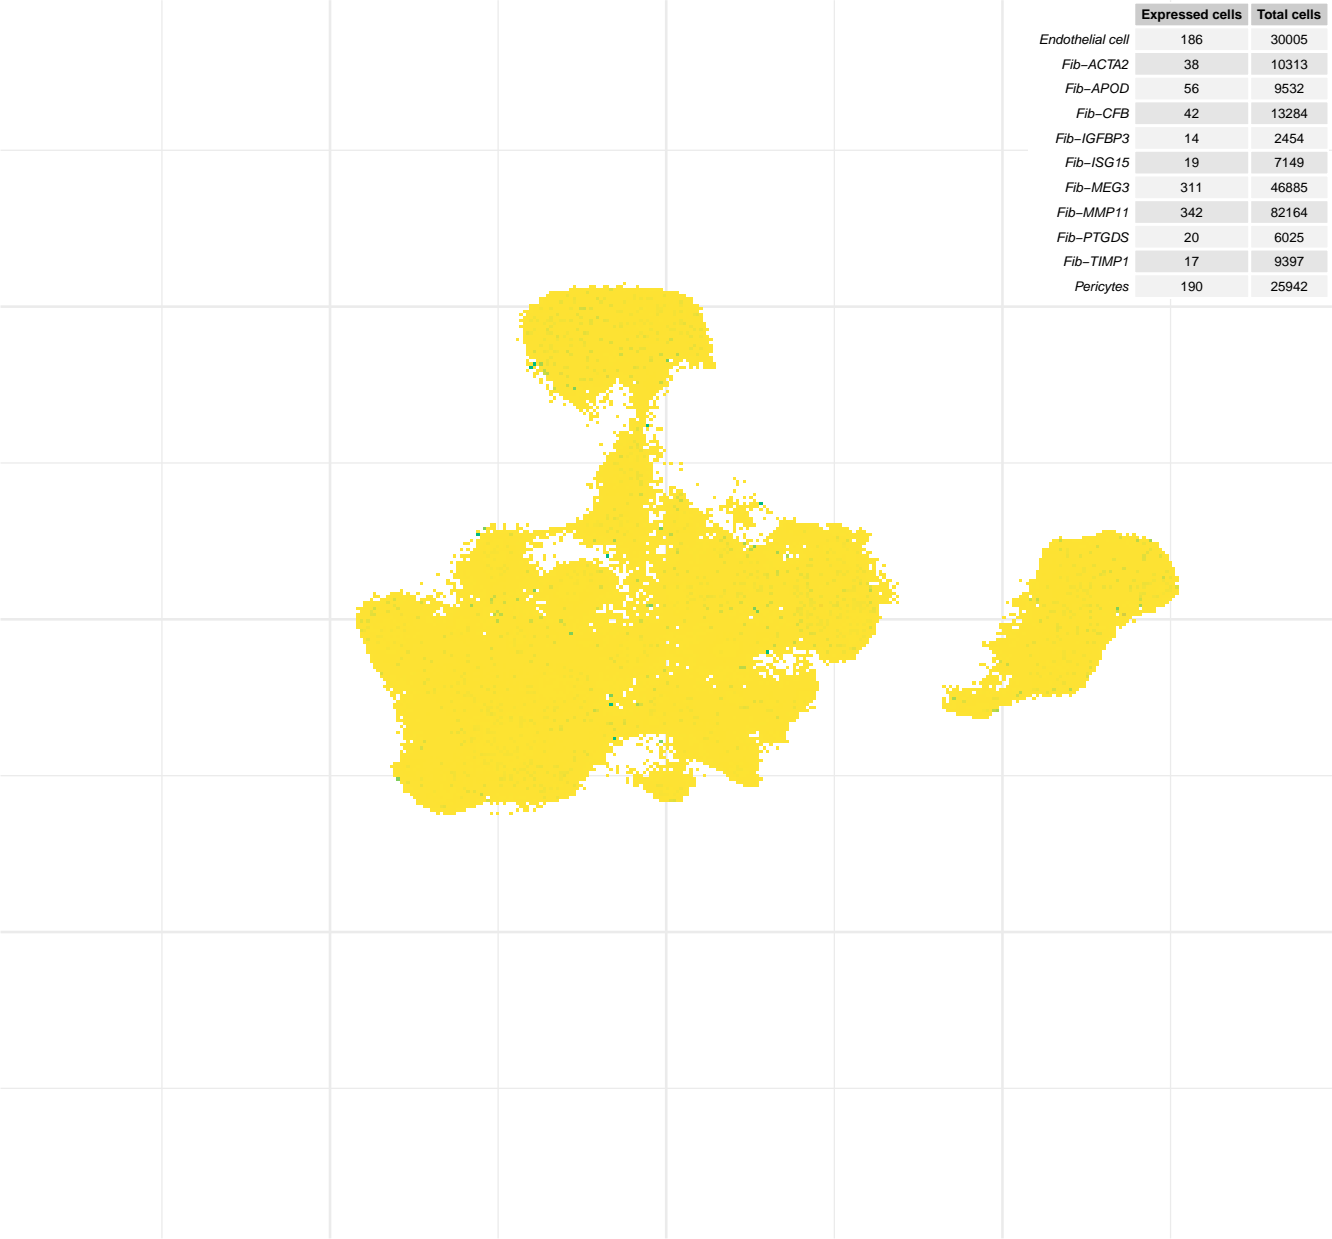 Expressed cells Total cells
Endothelial cell 186 30005
Fib−ACTA2 38 10313
Fib−APOD 56 9532
Fib−CFB 42 13284
Fib−IGFBP3 14 2454
Fib−ISG15 19 7149
Fib−MEG3 311 46885
Fib−MMP11 342 82164
Fib−PTGDS 20 6025
Fib−TIMP1 17 9397
Pericytes 190 25942